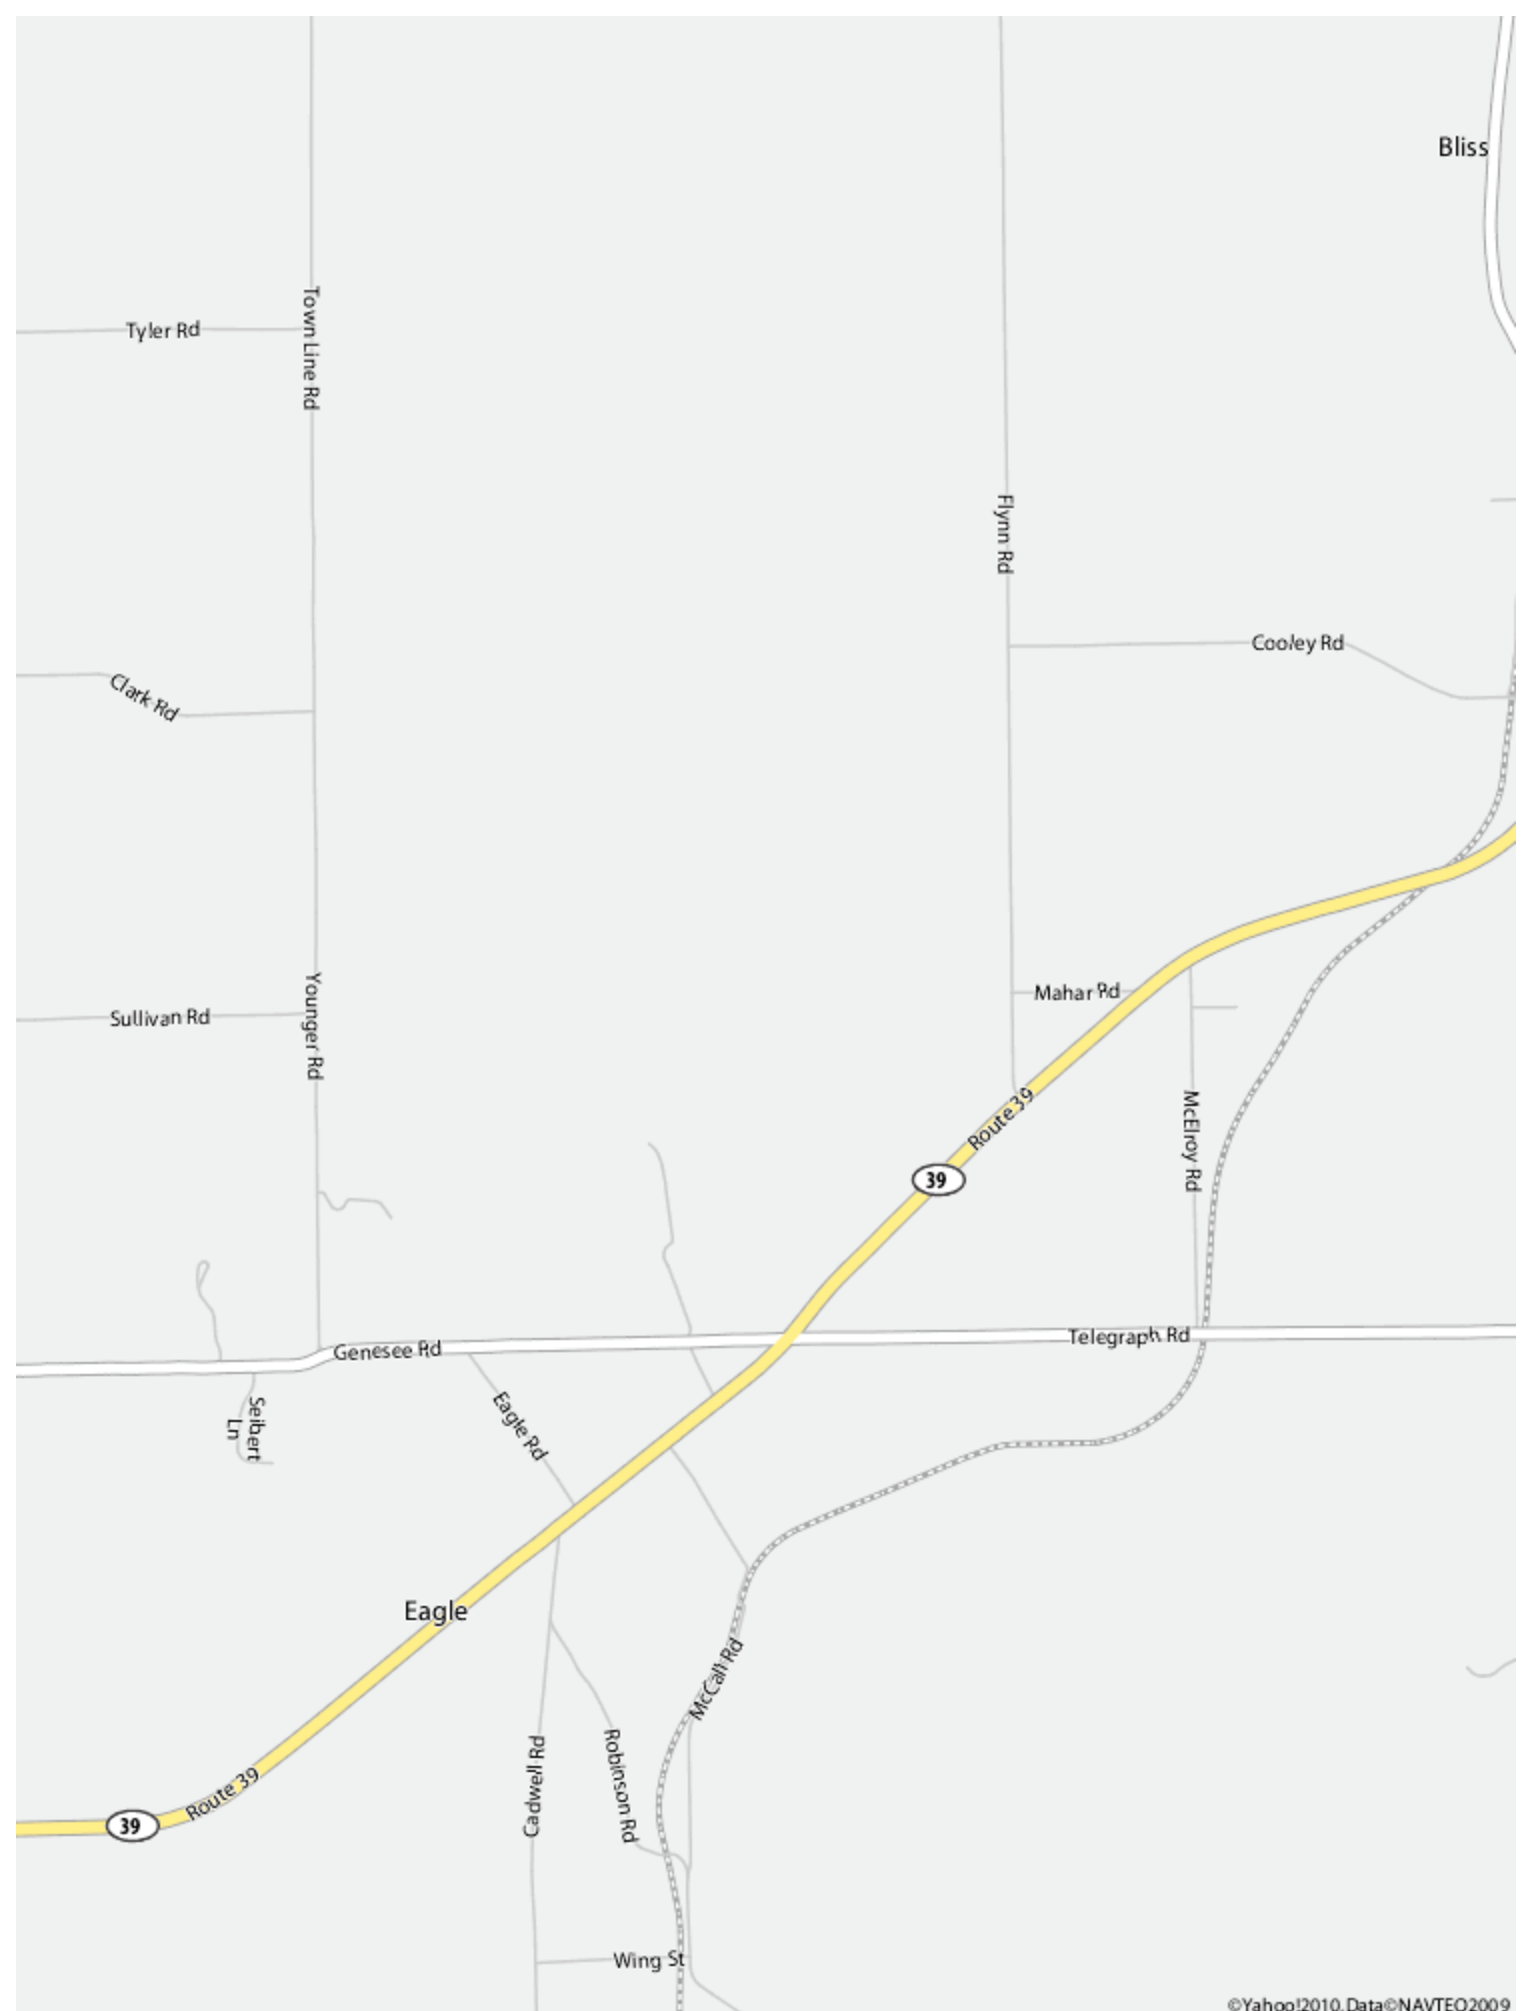 Bliss
Tyler Rd
Town Line Rd
Flynn Rd
Cooley Rd
Clark Rd
Younger Rd
Mahar Rd
Sullivan Rd
Route 39
McElroy Rd
39
Telegraph Rd
Genesee Rd
Seibert
Ln
Eagle Rd
Eagle
McCall Rd
Cadwell Rd
Robinson Rd
Route 39
39
Wing St
©Yahoo!2010,Data©NAVTEQ2009